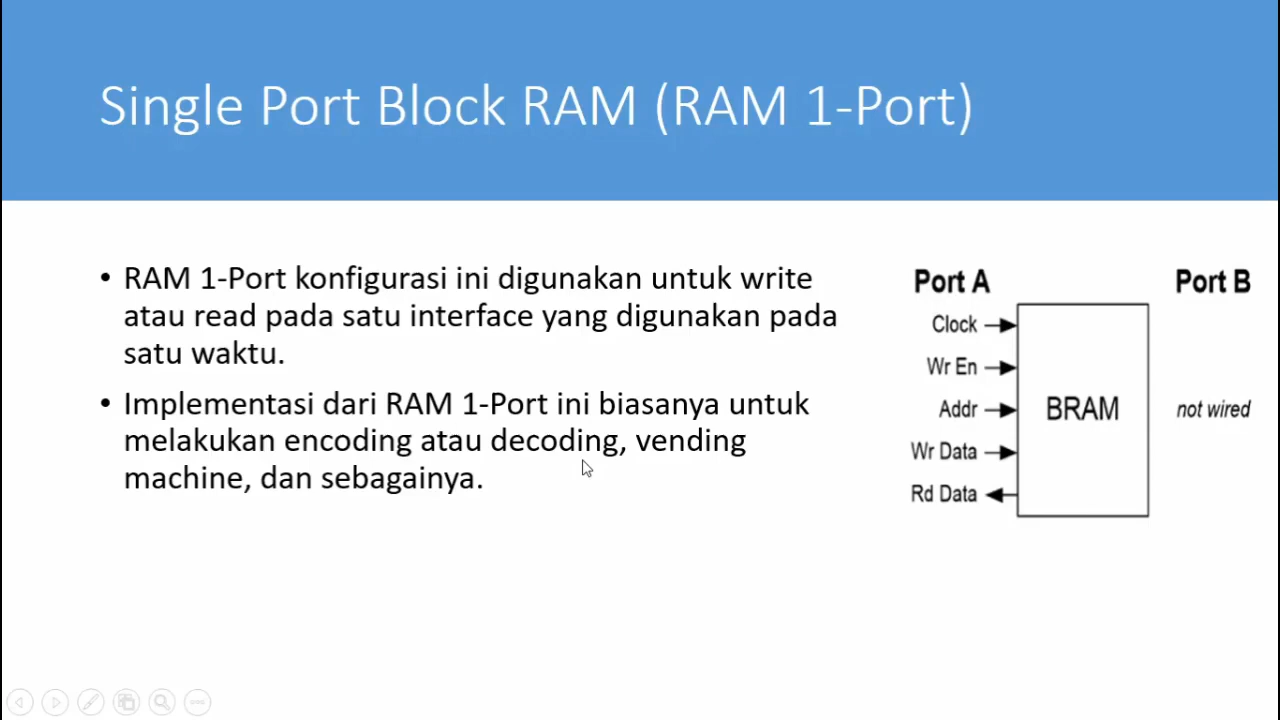 Single Port Block RAM (RAM 1-Port)
• RAM 1-Port konfigurasi ini digunakan untuk write
atau read pada satu interface yang digunakan pada
satu waktu.
• Implementasi dari RAM 1-Port ini biasanya untuk
melakukan encoding atau decoding, vending
machine, dan sebagainya.
Port A
Port B
Clock
Wr En
Addr
Wr Data
Rd Data
BRAM
not wired